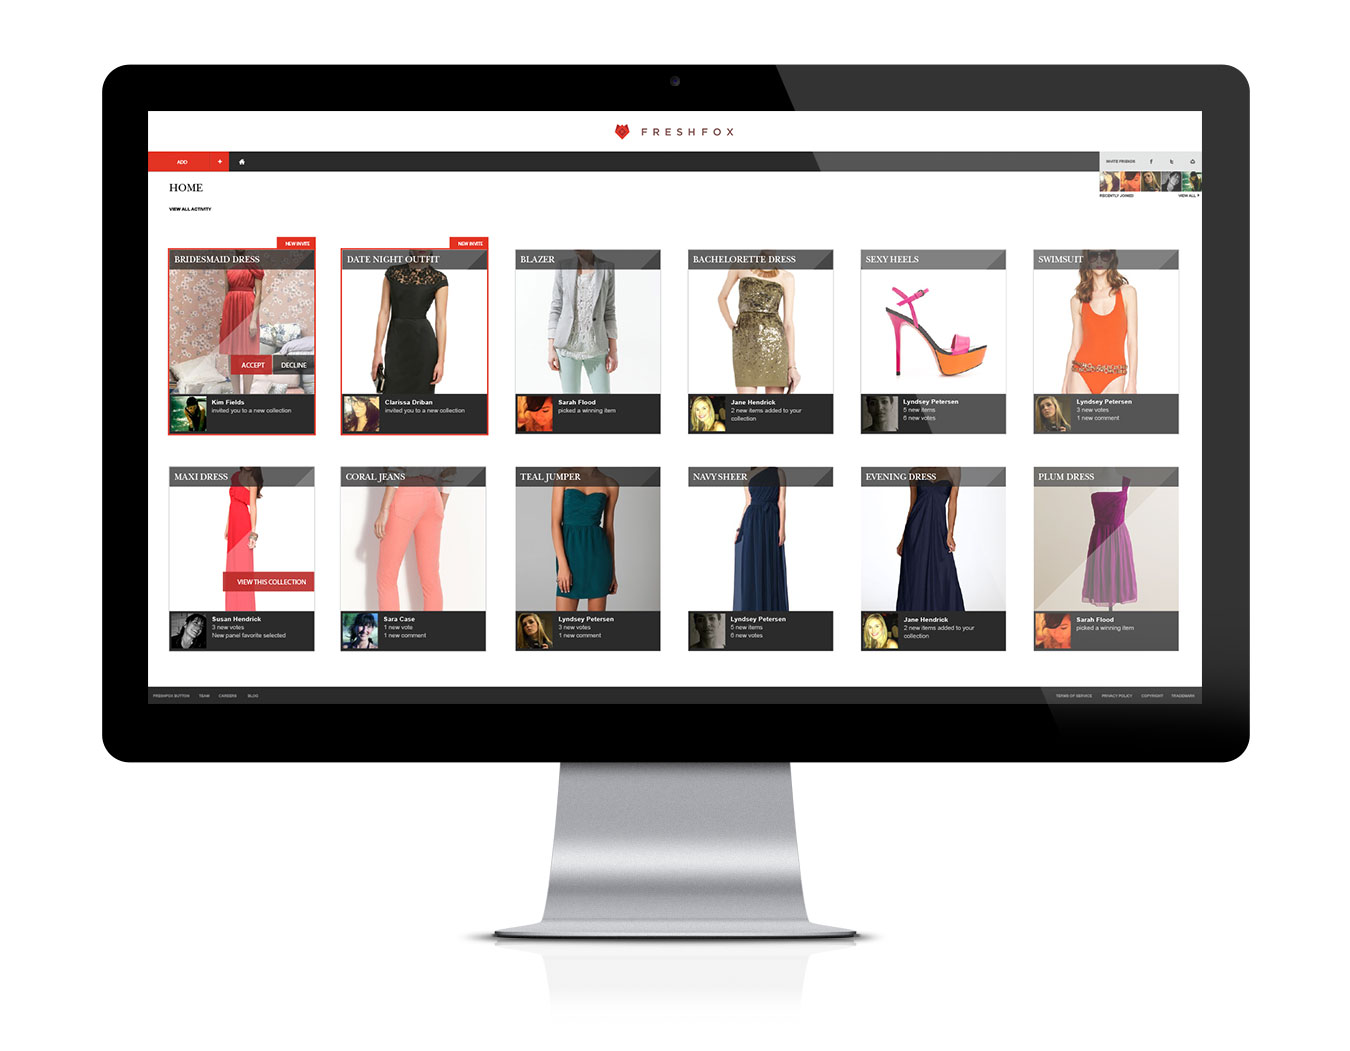 FRESHFOX
ADD +
INVITE FRIENDS f t
HOME
RECENTLY JOINED VIEW ALL >
VIEW ALL ACTIVITY
NEW INVITE
BRIDESMAID DRESS
ACCEPT DECLINE
Kim Fields
invited you to a new collection
NEW INVITE
DATE NIGHT OUTFIT
Clarissa Driban
invited you to a new collection
BLAZER
Sarah Flood
picked a winning item
BACHELORETTE DRESS
Jane Hendrick
2 new items added to your
collection
SEXY HEELS
Lyndsey Petersen
5 new items
6 new votes
SWIMSUIT
Lyndsey Petersen
3 new votes
1 new comment
MAXI DRESS
VIEW THIS COLLECTION
Susan Hendrick
3 new votes
New panel favorite selected
CORAL JEANS
Sara Case
1 new vote
1 new comment
TEAL JUMPER
Lyndsey Petersen
3 new votes
1 new comment
NAVY SHEER
Lyndsey Petersen
5 new items
6 new votes
EVENING DRESS
Jane Hendrick
2 new items added to your
collection
PLUM DRESS
Sarah Flood
picked a winning item
FRESHFOX BUTTON TEAM CAREERS BLOG
TERMS OF SERVICE PRIVACY POLICY COPYRIGHT TRADEMARK